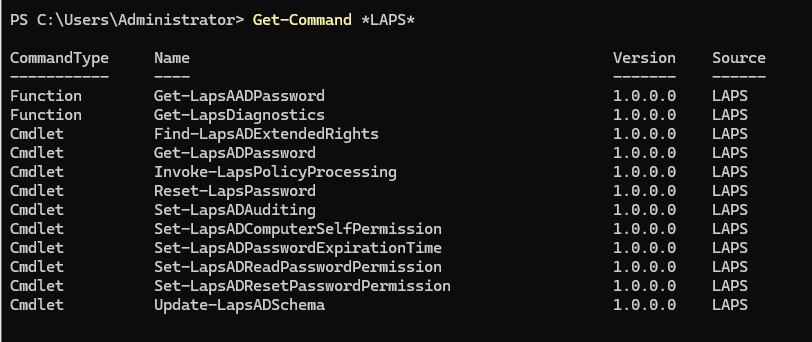 PS C:\Users\Administrator> Get-Command *LAPS*
CommandType     Name                                               Version    Source
-----------     ----                                               -------    ------
Function        Get-LapsAADPassword                                1.0.0.0    LAPS
Function        Get-LapsDiagnostics                                1.0.0.0    LAPS
Cmdlet          Find-LapsADExtendedRights                          1.0.0.0    LAPS
Cmdlet          Get-LapsADPassword                                 1.0.0.0    LAPS
Cmdlet          Invoke-LapsPolicyProcessing                        1.0.0.0    LAPS
Cmdlet          Reset-LapsPassword                                 1.0.0.0    LAPS
Cmdlet          Set-LapsADAuditing                                 1.0.0.0    LAPS
Cmdlet          Set-LapsADComputerSelfPermission                   1.0.0.0    LAPS
Cmdlet          Set-LapsADPasswordExpirationTime                   1.0.0.0    LAPS
Cmdlet          Set-LapsADReadPasswordPermission                   1.0.0.0    LAPS
Cmdlet          Set-LapsADResetPasswordPermission                  1.0.0.0    LAPS
Cmdlet          Update-LapsADSchema                                1.0.0.0    LAPS